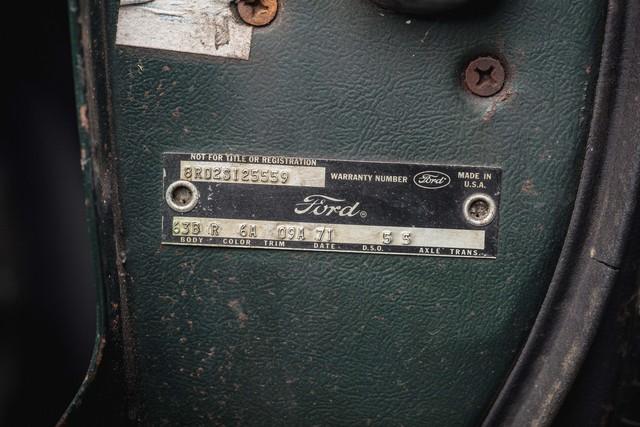 NOT FOR TITLE OR REGISTRATION
8R02S125559
WARRANTY NUMBER
Ford
MADE IN
U.S.A.
Ford®
63B R 6A 09A 71 5 5
BODY COLOR TRIM DATE D.S.O. AXLE TRANS.